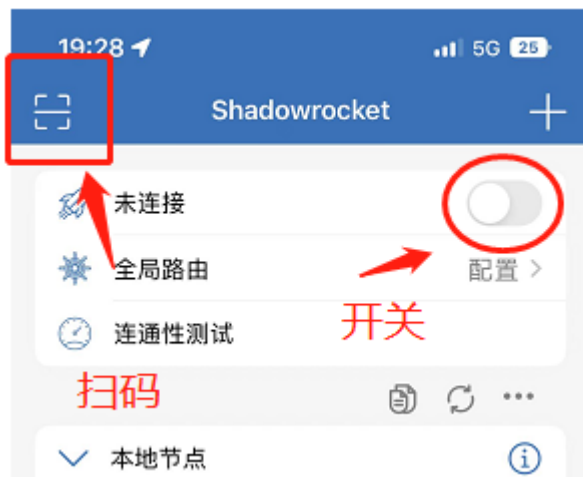 19:28 5G 25
Shadowrocket
未连接
全局路由 配置
开关
连通性测试
扫码
本地节点